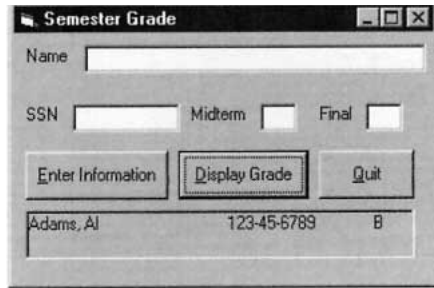 Semester Grade
Name
SSN Midterm Final
Enter Information Display Grade Quit
Adams, Al 123-45-6789 B